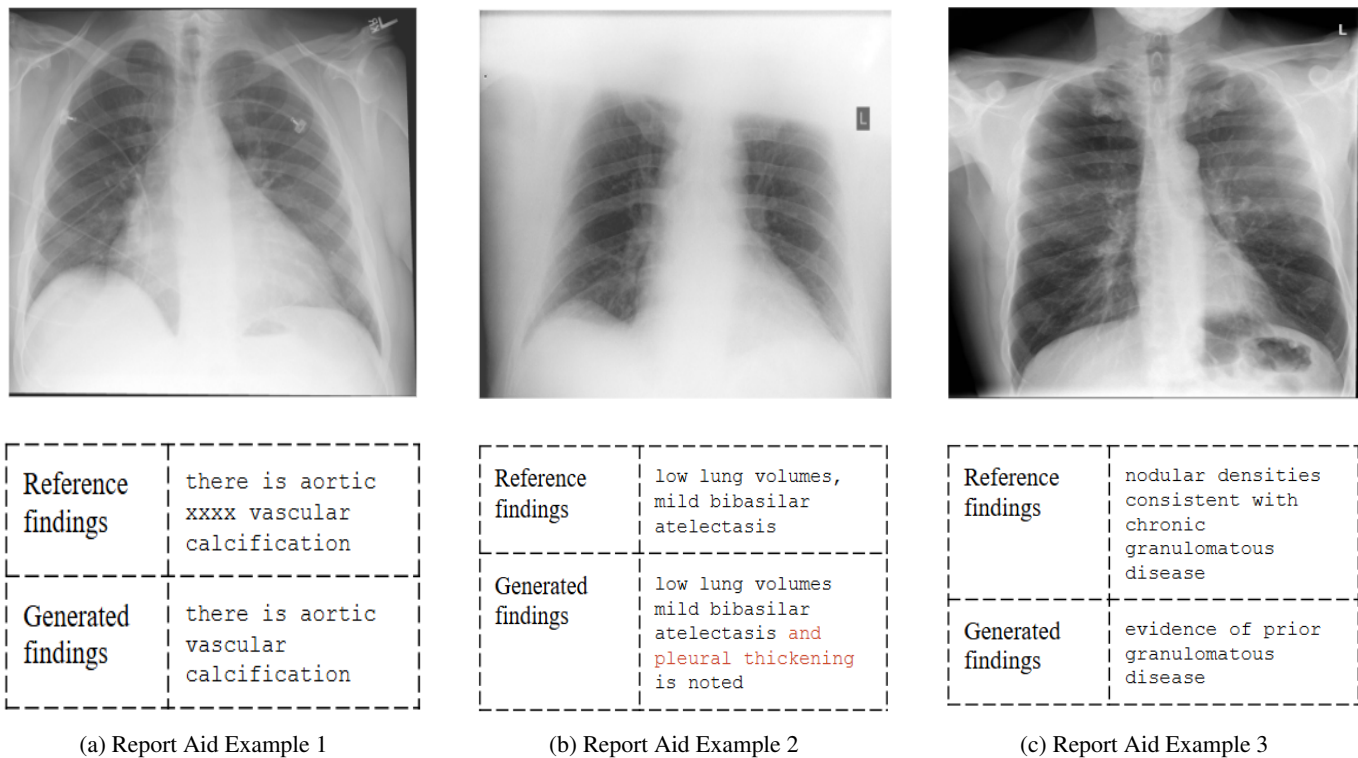 L
L
Reference
findings
there is aortic
xxxx vascular
calcification
Generated
findings
there is aortic
vascular
calcification
(a) Report Aid Example 1
Reference
findings
low lung volumes,
mild bibasilar
atelectasis
Generated
findings
low lung volumes
mild bibasilar
atelectasis and
pleural thickening
is noted
(b) Report Aid Example 2
Reference
findings
nodular densities
consistent with
chronic
granulomatous
disease
Generated
findings
evidence of prior
granulomatous
disease
(c) Report Aid Example 3